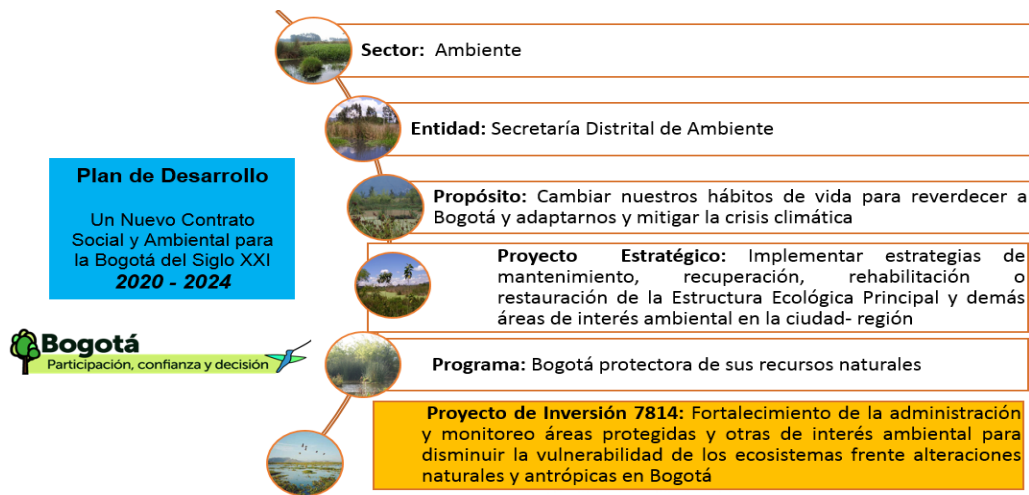 Sector: Ambiente
Entidad: Secretaría Distrital de Ambiente
Plan de Desarrollo
Un Nuevo Contrato
Social y Ambiental para
la Bogotá del Siglo XXI
2020 - 2024
Propósito: Cambiar nuestros hábitos de vida para reverdecer a
Bogotá y adaptarnos y mitigar la crisis climática
Proyecto Estratégico: Implementar estrategias de
mantenimiento, recuperación, rehabilitación o
restauración de la Estructura Ecológica Principal y demás
áreas de interés ambiental en la ciudad- región
Bogotá
Participación, confianza y decisión
Programa: Bogotá protectora de sus recursos naturales
Proyecto de Inversión 7814: Fortalecimiento de la administración
y monitoreo áreas protegidas y otras de interés ambiental para
disminuir la vulnerabilidad de los ecosistemas frente alteraciones
naturales y antrópicas en Bogotá